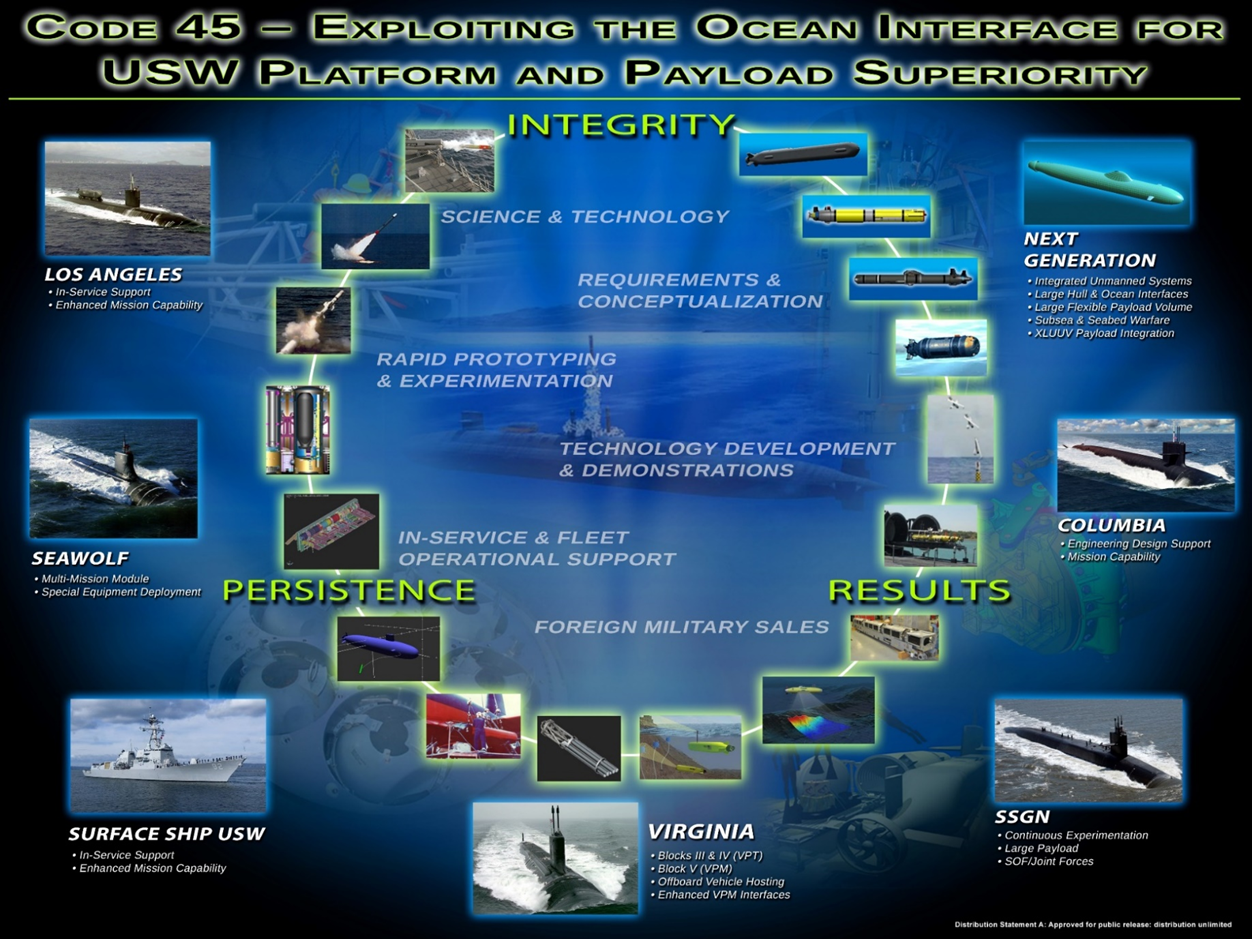 CODE 45 – EXPLOITING THE OCEAN INTERFACE FOR
USW PLATFORM AND PAYLOAD SUPERIORITY
INTEGRITY
SCIENCE & TECHNOLOGY
REQUIREMENTS &
CONCEPTUALIZATION
RAPID PROTOTYPING
& EXPERIMENTATION
TECHNOLOGY DEVELOPMENT
& DEMONSTRATIONS
IN-SERVICE & FLEET
OPERATIONAL SUPPORT
PERSISTENCE
RESULTS
FOREIGN MILITARY SALES
LOS ANGELES
• In-Service Support
• Enhanced Mission Capability
NEXT
GENERATION
• Integrated Unmanned Systems
• Large Hull & Ocean Interfaces
• Large Flexible Payload Volume
• Subsea & Seabed Warfare
• XLUUV Payload Integration
SEAWOLF
• Multi-Mission Module
• Special Equipment Deployment
COLUMBIA
• Engineering Design Support
• Mission Capability
SURFACE SHIP USW
• In-Service Support
• Enhanced Mission Capability
VIRGINIA
• Blocks III & IV (VPT)
• Block V (VPM)
• Offboard Vehicle Hosting
• Enhanced VPM Interfaces
SSGN
• Continuous Experimentation
• Large Payload
• SOF/Joint Forces
Distribution Statement A: Approved for public release: distribution unlimited